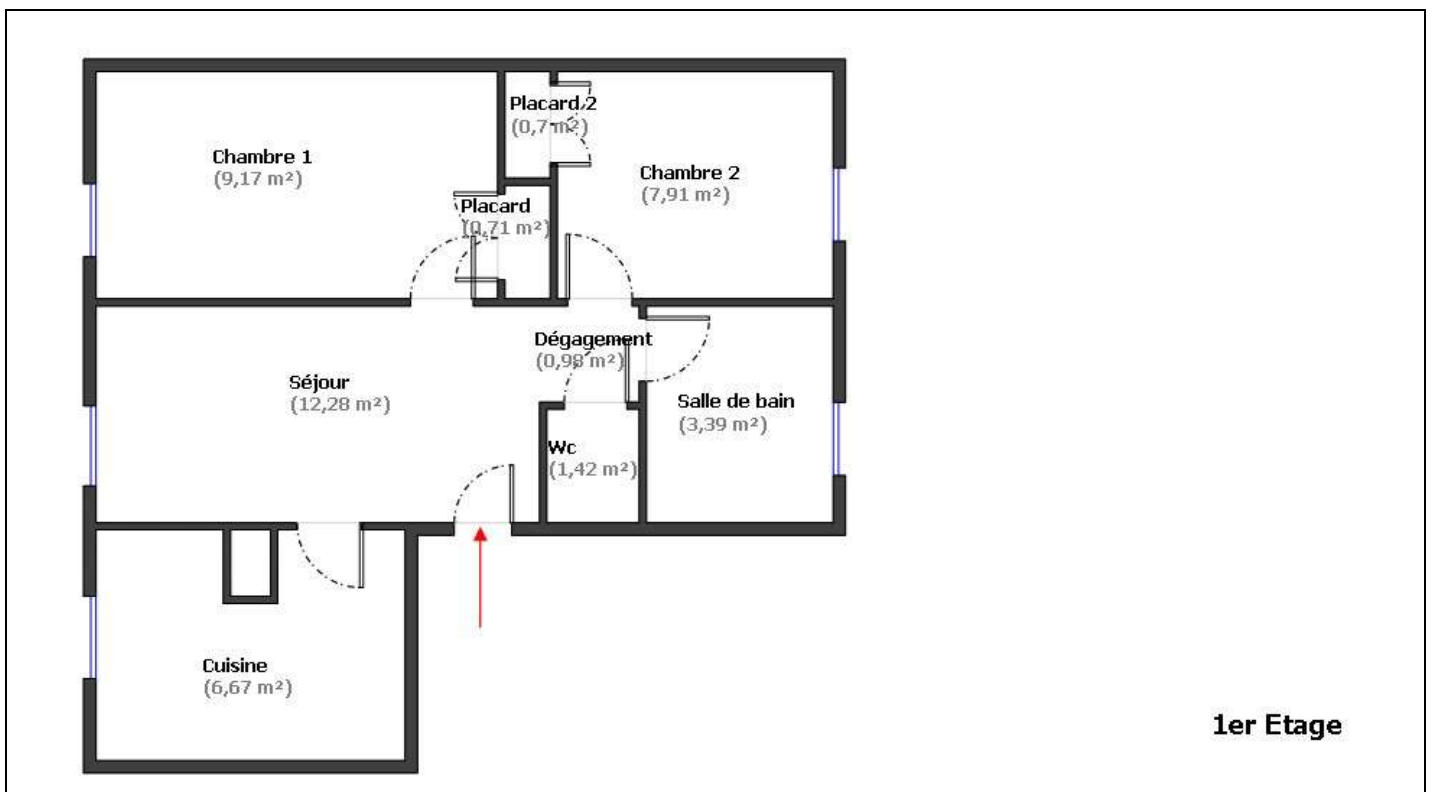 Placard 2
(0,7 m²)
Chambre 1
(9,17 m²)
Chambre 2
(7,91 m²)
Placard
(0,71 m²)
Dégagement
(0,98 m²)
Séjour
(12,28 m²)
Salle de bain
(3,39 m²)
Wc
(1,42 m²)
Cuisine
(6,67 m²)
1er Etage